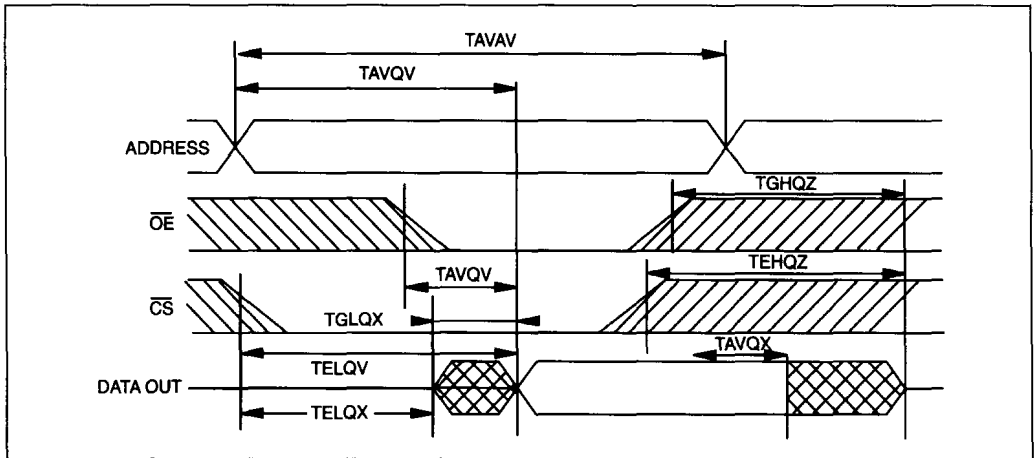 TAVAV
TAVQV
ADDRESS
TGHQZ
OE
TEHQZ
TAVQV
CS
TGLQX
TAVQX
TELQV
DATA OUT
TELQX